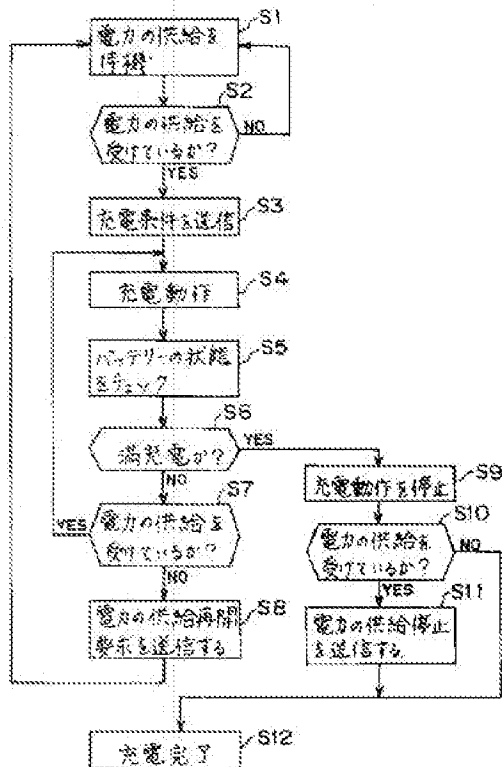 S1
電力の供給を
待機
S2
電力の供給を
受けているか?
NO
YES
S3
充電条件を送信
S4
充電動作
S5
バッテリーの状態
をチェック
S6
満充電か?
YES
NO
S7
電力の供給を
受けているか?
YES
NO
S8
電力の供給再開
要求を送信する
S9
充電動作を停止
S10
電力の供給を
受けているか?
NO
YES
S11
電力の供給停止
を送信する
S12
充電完了